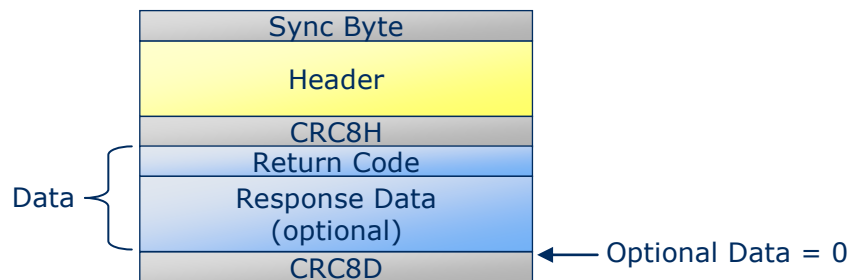 Sync Byte
Header
CRC8H
Return Code
Data
Response Data
(optional)
Optional Data = 0
CRC8D